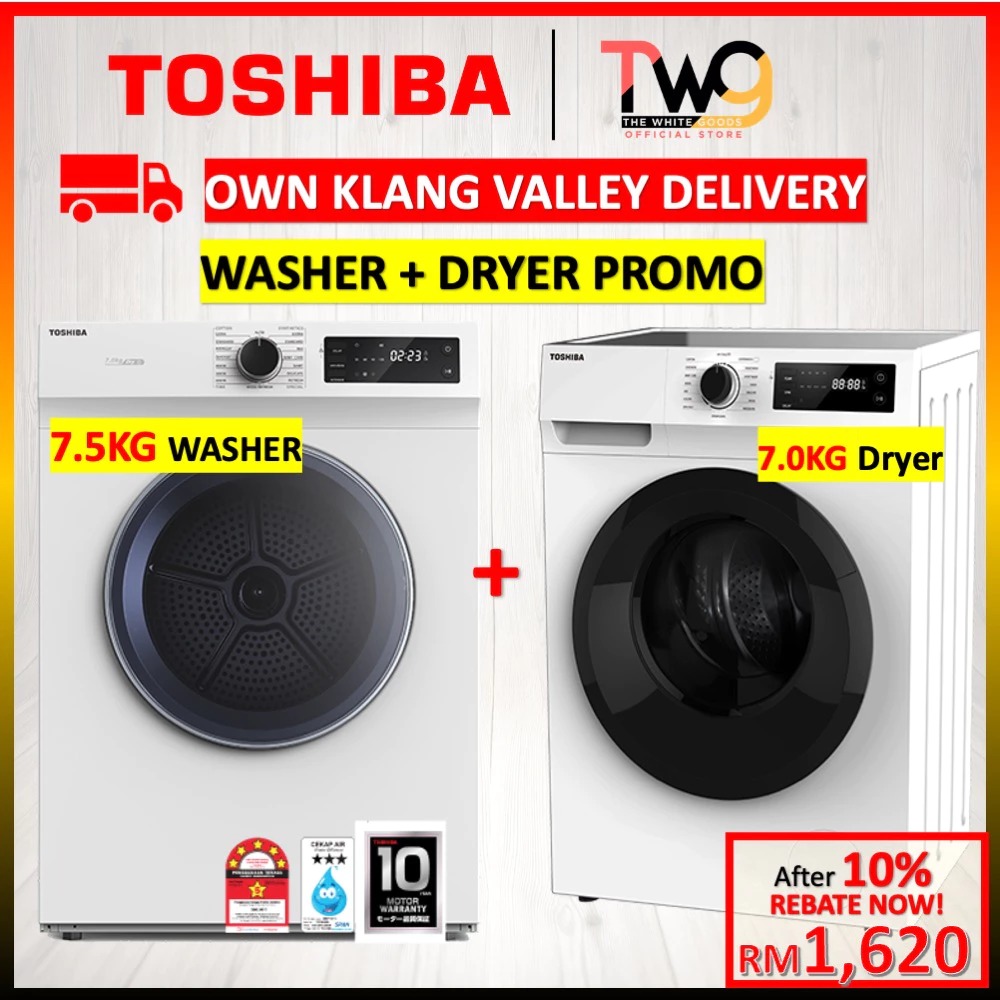 TOSHIBA
TWG
THE WHITE GOODS
OFFICIAL STORE
OWN KLANG VALLEY DELIVERY
WASHER + DRYER PROMO
TOSHIBA
02:23
TOSHIBA
88:88
7.5KG WASHER
7.0KG Dryer
+
CEKAP AIR
TOSHIBA
10
MOTOR
WARRANTY
After 10%
REBATE NOW!
RM1,620